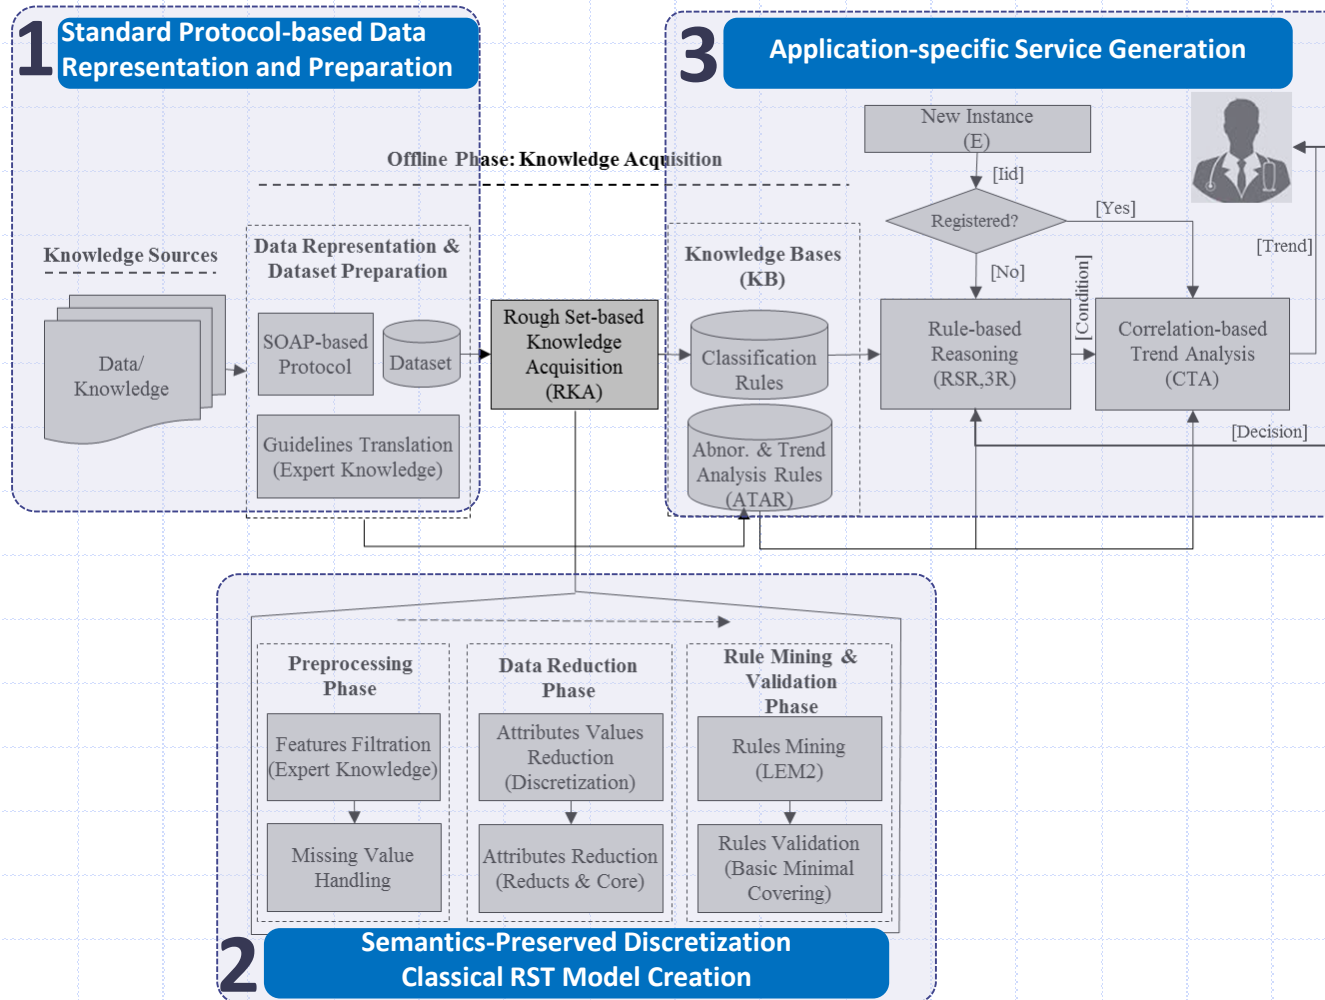 1
Standard Protocol-based Data
Representation and Preparation
3
Application-specific Service Generation
New Instance
(E)
Offline Phase: Knowledge Acquisition
[Iid]
Registered?
[Yes]
[Trend]
[No]
[Condition]
Knowledge Sources
Data Representation &
Dataset Preparation
Knowledge Bases
(KB)
Data/
Knowledge
SOAP-based
Protocol
Dataset
Rough Set-based
Knowledge
Acquisition
(RKA)
Classification
Rules
Rule-based
Reasoning
(RSR,3R)
Correlation-based
Trend Analysis
(CTA)
Guidelines Translation
(Expert Knowledge)
Abnor. & Trend
Analysis Rules
(ATAR)
[Decision]
Preprocessing
Phase
Features Filtration
(Expert Knowledge)
Missing Value
Handling
Data Reduction
Phase
Attributes Values
Reduction
(Discretization)
Attributes Reduction
(Reducts & Core)
Rule Mining &
Validation
Phase
Rules Mining
(LEM2)
Rules Validation
(Basic Minimal
Covering)
2
Semantics-Preserved Discretization
Classical RST Model Creation